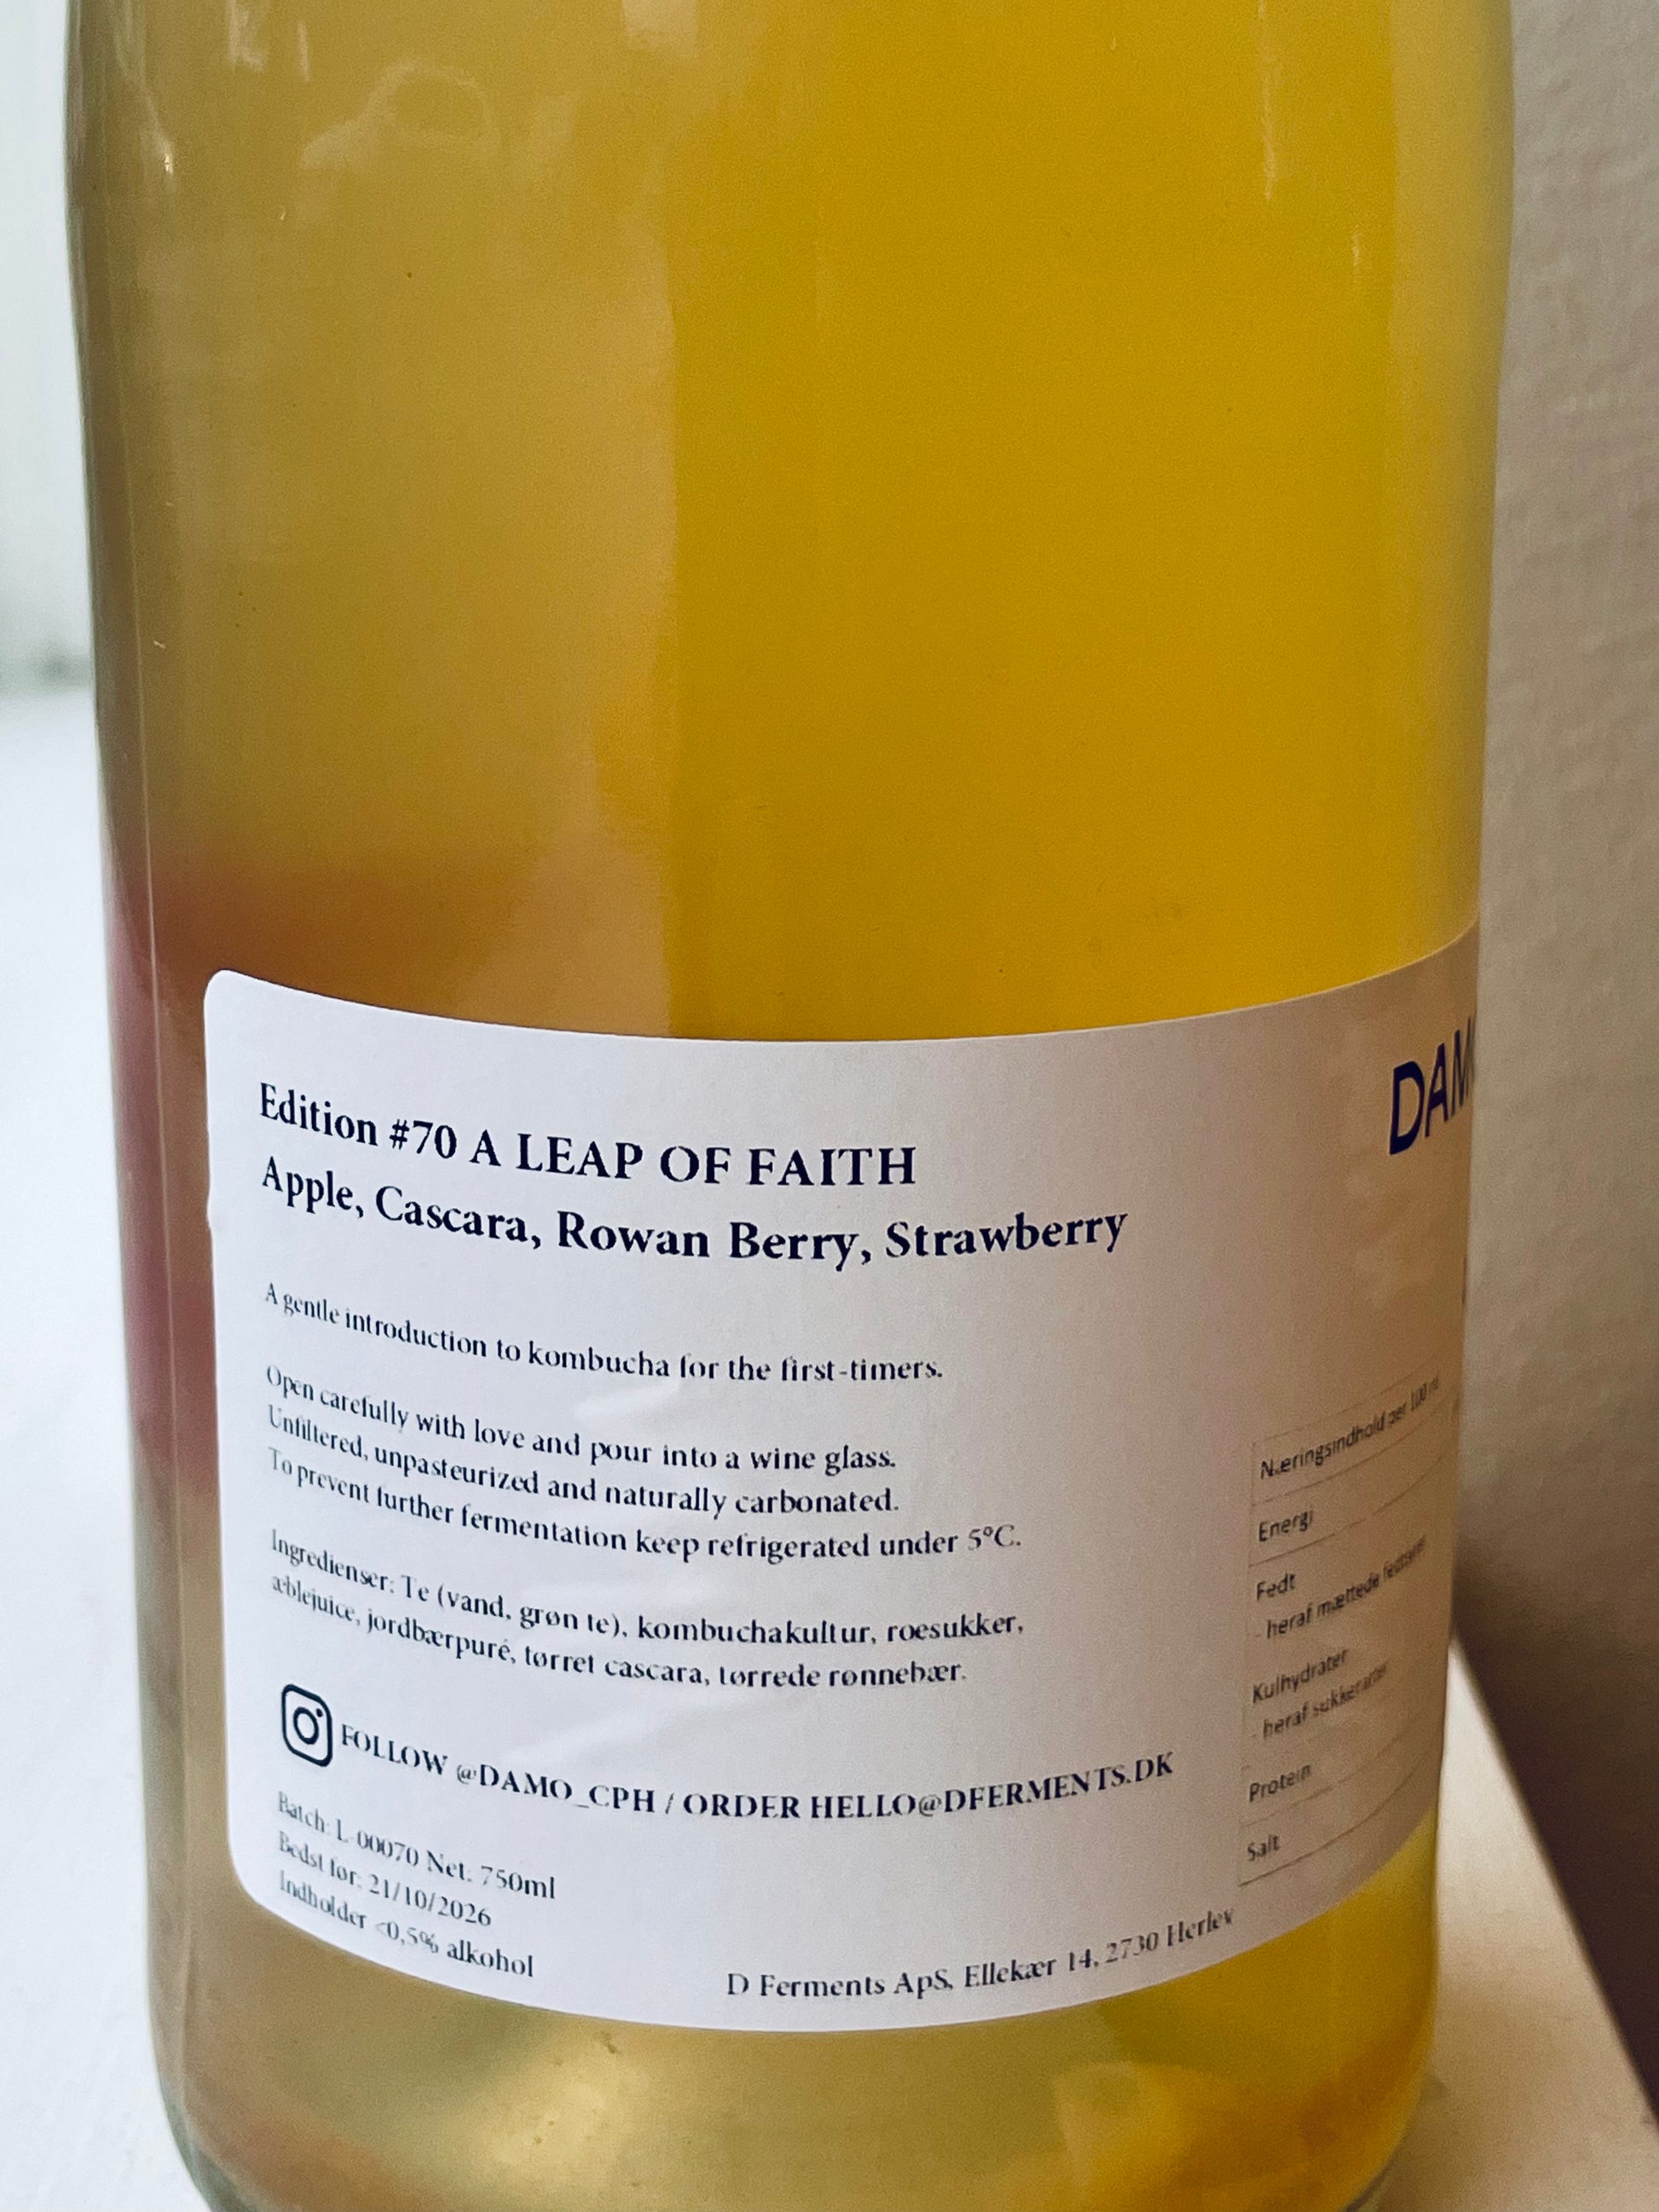 Edition #70 A LEAP OF FAITH
Apple, Cascara, Rowan Berry, Strawberry
A gentle introduction to kombucha for the first-timers.
Open carefully with love and pour into a wine glass.
Unfiltered, unpasteurized and naturally carbonated.
To prevent further fermentation keep refrigerated under 5°C.
Ingredienser: Te (vand, grøn te), kombuchakultur, roesukker,
æblejuice, jordbærpuré, tørret cascara, tørrede rønnebær.
FOLLOW @DAMO_CPH / ORDER HELLO@DFERMENTS.DK
Batch: L-00070 Net: 750ml
Bedst før: 21/10/2026
Indholder <0,5% alkohol
D Ferments ApS, Ellekær 14, 2730 Herlev
DAM
Næringsindhold per 100 ml
Energi
Fedt
- heraf mættede fedtsyrer
Kulhydrater
- heraf sukkerarter
Protein
Salt